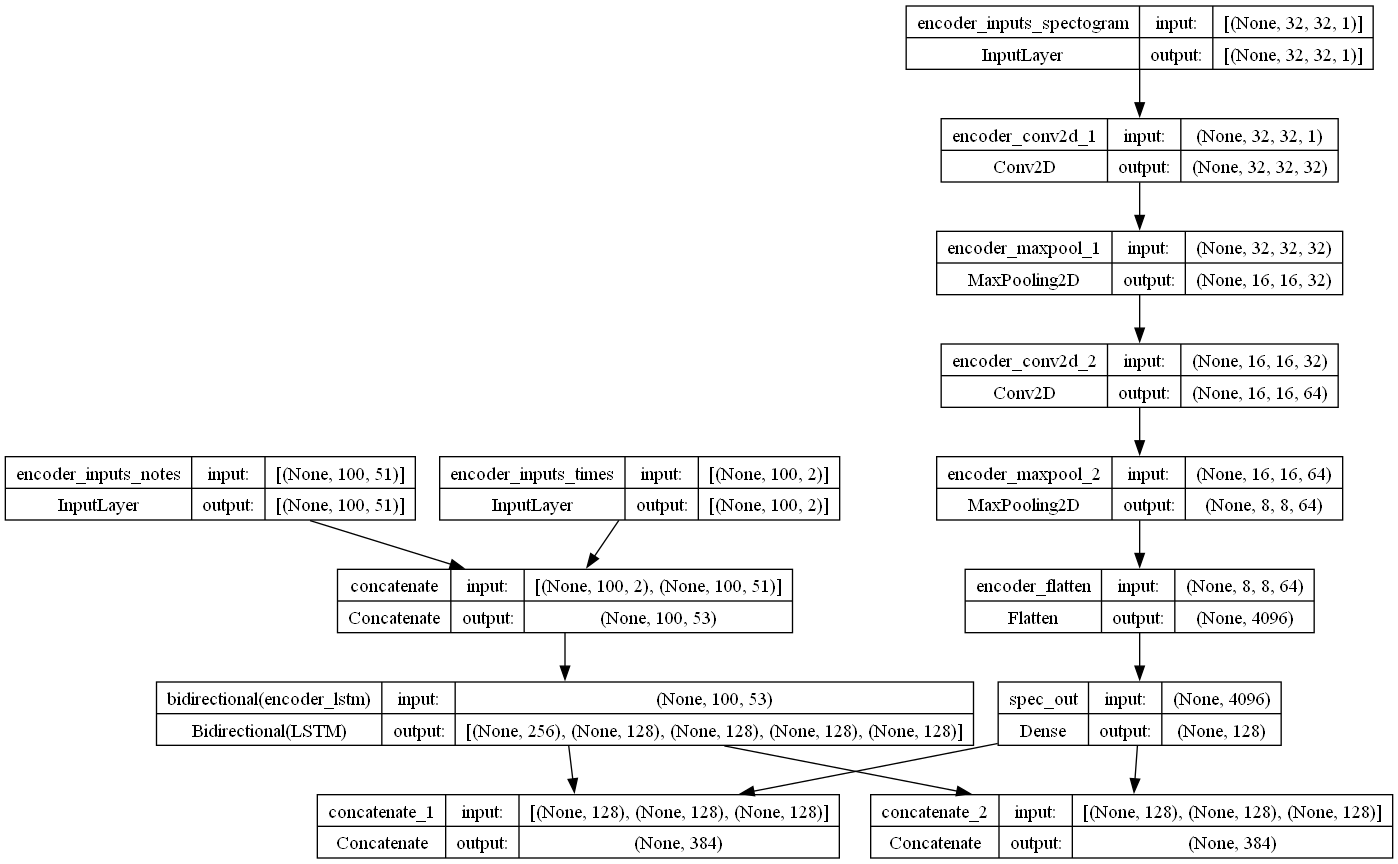 encoder_inputs_spectogram input: [(None, 32, 32, 1)]
InputLayer output: [(None, 32, 32, 1)]
encoder_conv2d_1 input: (None, 32, 32, 1)
Conv2D output: (None, 32, 32, 32)
encoder_maxpool_1 input: (None, 32, 32, 32)
MaxPooling2D output: (None, 16, 16, 32)
encoder_conv2d_2 input: (None, 16, 16, 32)
Conv2D output: (None, 16, 16, 64)
encoder_inputs_notes input: [(None, 100, 51)]
InputLayer output: [(None, 100, 51)]
encoder_inputs_times input: [(None, 100, 2)]
InputLayer output: [(None, 100, 2)]
encoder_maxpool_2 input: (None, 16, 16, 64)
MaxPooling2D output: (None, 8, 8, 64)
concatenate input: [(None, 100, 2), (None, 100, 51)]
Concatenate output: (None, 100, 53)
encoder_flatten input: (None, 8, 8, 64)
Flatten output: (None, 4096)
bidirectional(encoder_lstm) input: (None, 100, 53)
Bidirectional(LSTM) output: [(None, 256), (None, 128), (None, 128), (None, 128), (None, 128)]
spec_out input: (None, 4096)
Dense output: (None, 128)
concatenate_1 input: [(None, 128), (None, 128), (None, 128)]
Concatenate output: (None, 384)
concatenate_2 input: [(None, 128), (None, 128), (None, 128)]
Concatenate output: (None, 384)